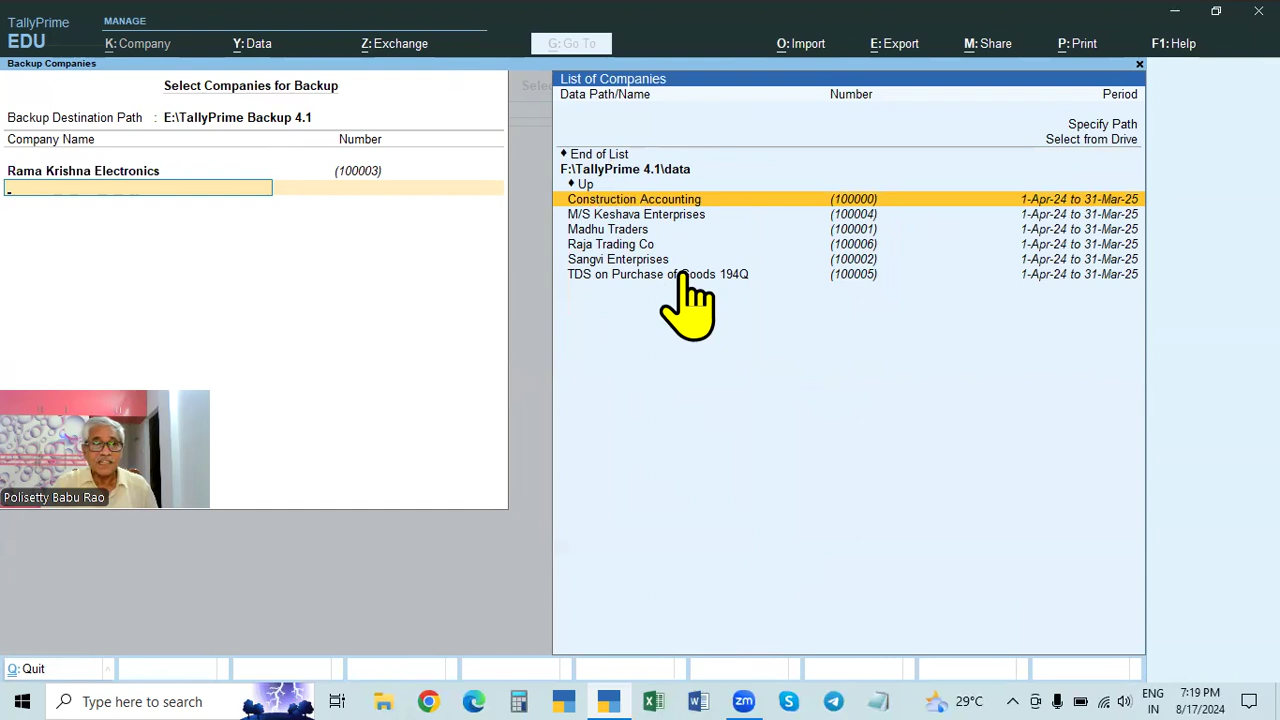 TallyPrime
EDU
MANAGE
K:Company
Y:Data
Z:Exchange
G:Go To
O:Import
E:Export
M:Share
P:Print
F1:Help
Backup Companies
Select Companies for Backup
Backup Destination Path : E:\TallyPrime Backup 4.1
Company Name Number
Rama Krishna Electronics (100003)
List of Companies
Data Path/Name Number Period
Specify Path
Select from Drive
♦ End of List
F:\TallyPrime 4.1\data
♦ Up
Construction Accounting (100000) 1-Apr-24 to 31-Mar-25
M/S Keshava Enterprises (100004) 1-Apr-24 to 31-Mar-25
Madhu Traders (100001) 1-Apr-24 to 31-Mar-25
Raja Trading Co (100006) 1-Apr-24 to 31-Mar-25
Sangvi Enterprises (100002) 1-Apr-24 to 31-Mar-25
TDS on Purchase of Goods 194Q (100005) 1-Apr-24 to 31-Mar-25
Polisetty Babu Rao
Q: Quit
Type here to search
29°C
ENG
IN
7:19 PM
8/17/2024